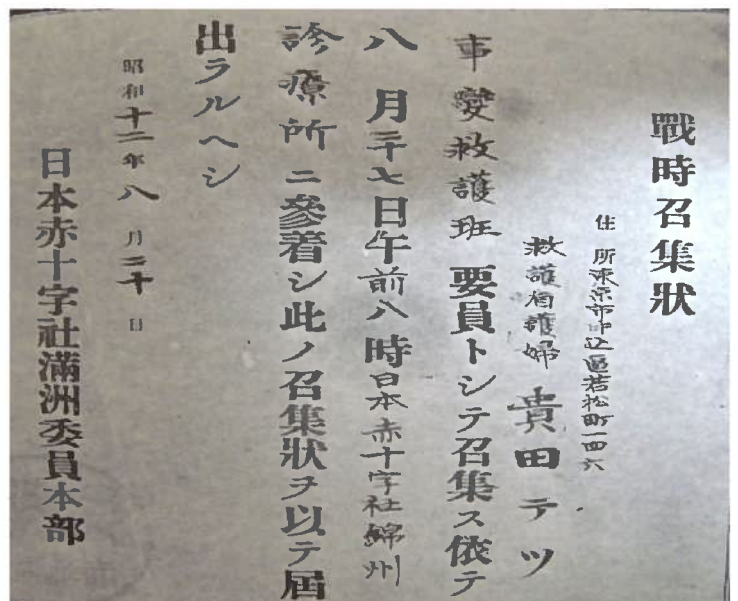 戰時召集狀
住所東京市牛込區若松町一四六
救護看護婦 貴田テツ
事變救護班要員トシテ召集ス依テ
八月二十七日午前八時日本赤十字社錦州
診療所ニ參着シ此ノ召集狀ヲ以テ屆
出ラルヘシ
昭和十二年八月二十日
日本赤十字社滿洲委員本部